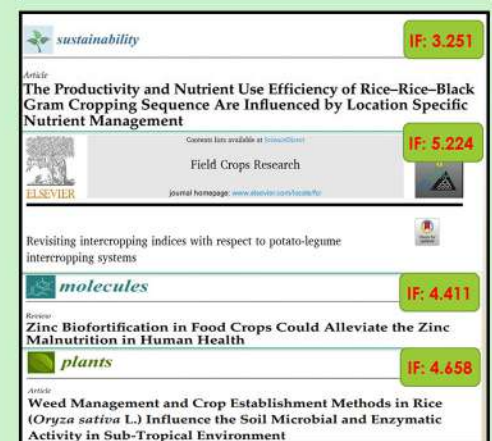 sustainability
IF: 3.251
Article
The Productivity and Nutrient Use Efficiency of Rice–Rice–Black
Gram Cropping Sequence Are Influenced by Location Specific
Nutrient Management
IF: 5.224
Contents lists available at ScienceDirect
Field Crops Research
ELSEVIER
journal homepage: www.elsevier.com/locate/fcr
Revisiting intercropping indices with respect to potato-legume
intercropping systems
molecules
IF: 4.411
Review
Zinc Biofortification in Food Crops Could Alleviate the Zinc
Malnutrition in Human Health
plants
IF: 4.658
Article
Weed Management and Crop Establishment Methods in Rice
(Oryza sativa L.) Influence the Soil Microbial and Enzymatic
Activity in Sub-Tropical Environment